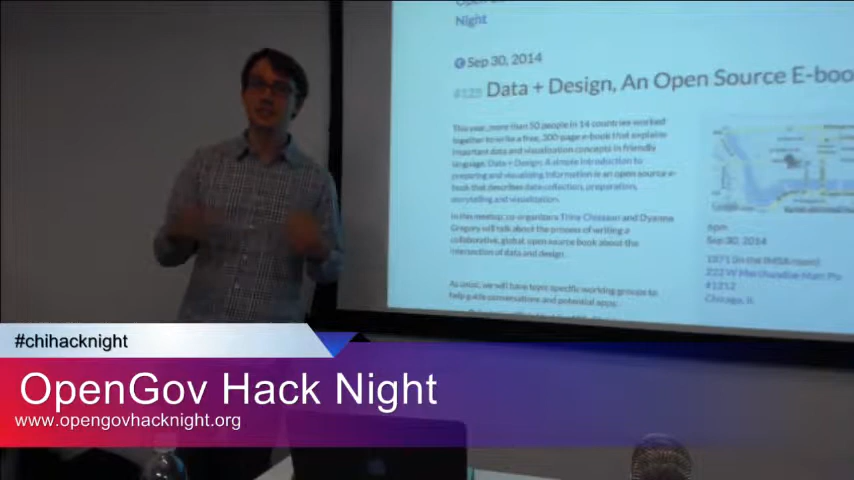 Night
Sep 30, 2014
#125 Data + Design, An Open Source E-boo
This year, more than 50 people in 14 countries worked
together to write a free, 300-page e-book that explains
important data and visualization concepts in friendly
language. Data + Design: A simple introduction to
preparing and visualizing information is an open source e-
book that describes data collection, preparation,
storytelling and visualization.
In this meetup, co-organizers Trina Chiasson and Dyanna
Gregory will talk about the process of writing a
collaborative, global open source book about the
intersection of data and design.
As usual, we will have topic specific working groups to
help guide conversations and potential apps.
6pm
Sep 30, 2014
1871
222 W Merchandise Mart Plz
#1212
Chicago, IL
#chihacknight
OpenGov Hack Night
www.opengovhacknight.org